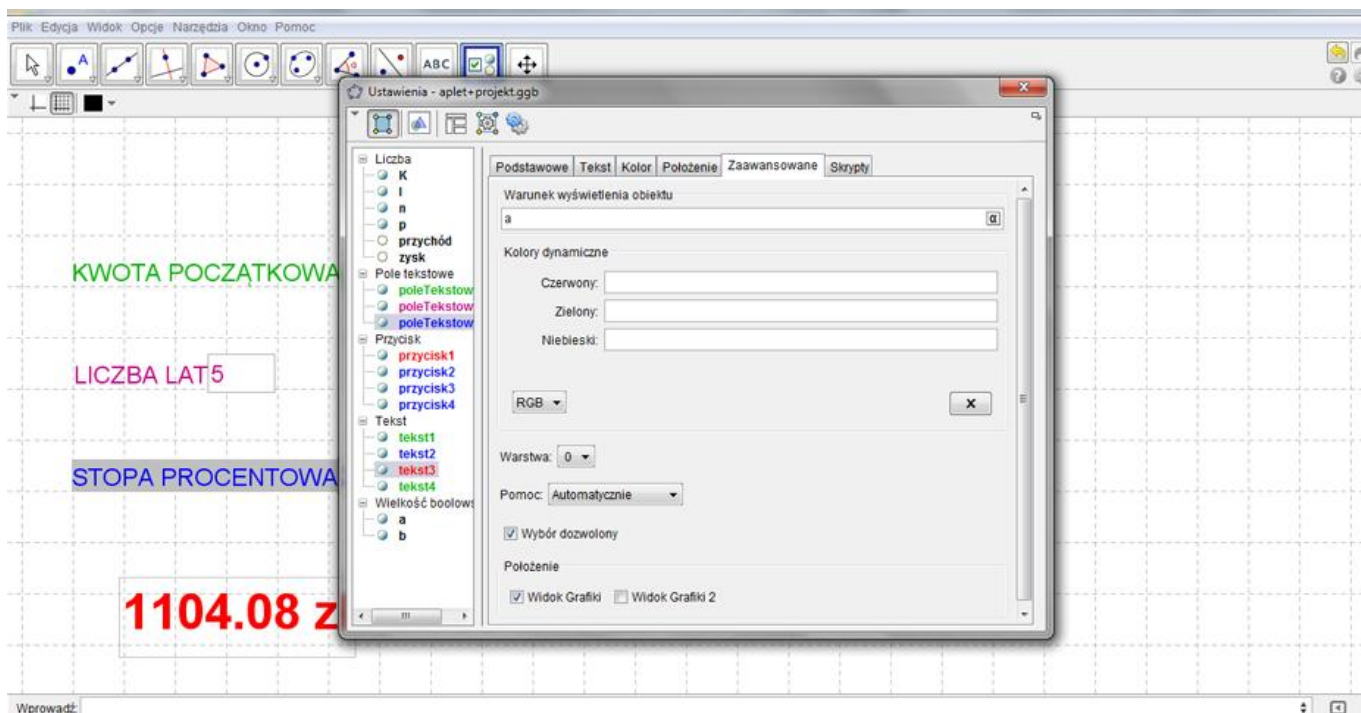 Plik Edycja Widok Opcje Narzędzia Okno Pomoc
A
ABC
Ustawienia - aplet+projekt.ggb
Liczba
K
l
n
p
przychód
zysk
Pole tekstowe
poleTekstow
poleTekstow
poleTekstow
Przycisk
przycisk1
przycisk2
przycisk3
przycisk4
Tekst
tekst1
tekst2
tekst3
tekst4
Wielkość boolows
a
b
Podstawowe Tekst Kolor Położenie Zaawansowane Skrypty
Warunek wyświetlenia obiektu
a α
Kolory dynamiczne
Czerwony:
Zielony:
Niebieski:
RGB x
Warstwa: 0
Pomoc: Automatycznie
Wybór dozwolony
Położenie
Widok Grafiki Widok Grafiki 2
KWOTA POCZĄTKOWA
LICZBA LAT 5
STOPA PROCENTOWA
1104.08 z
Wprowadź: